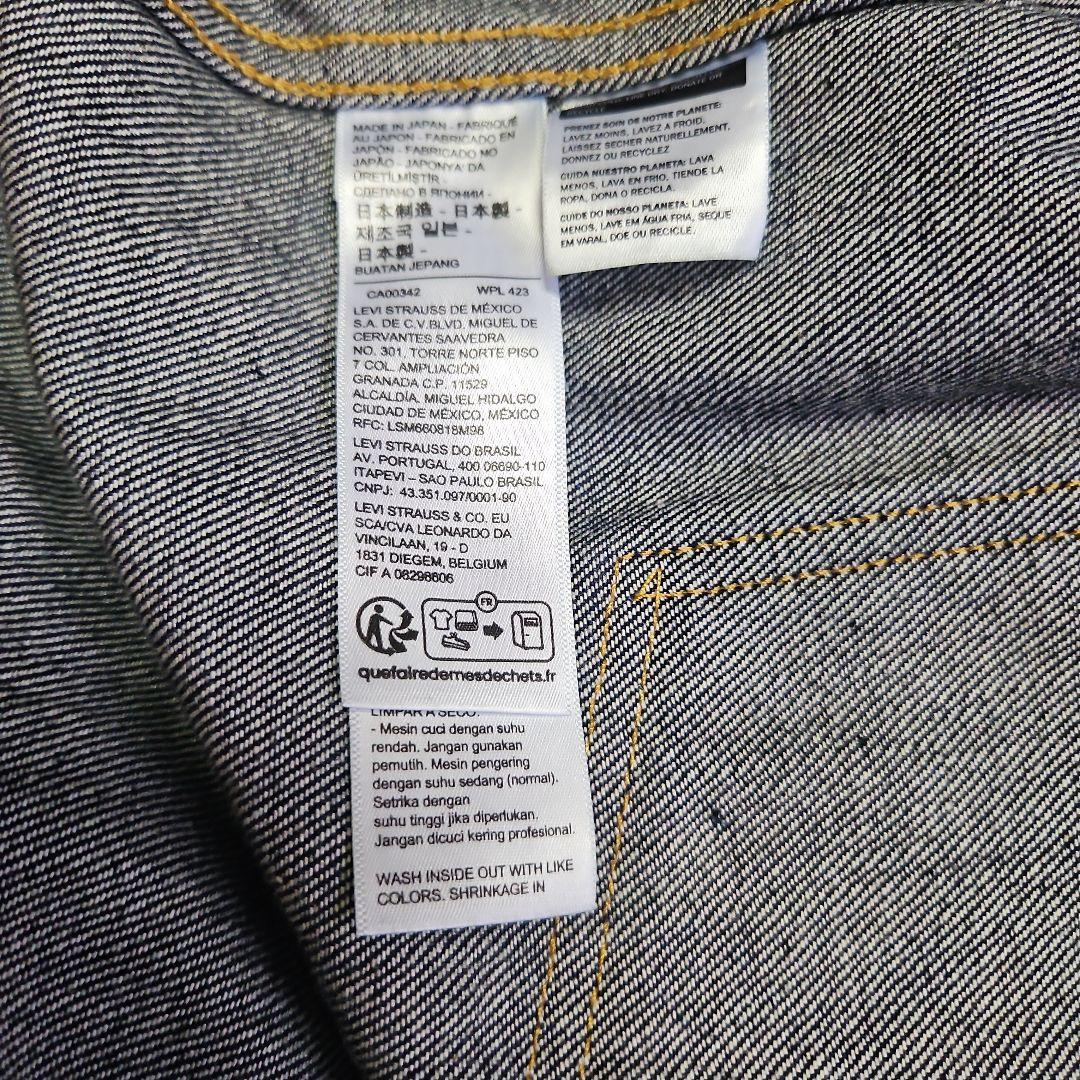 MADE IN JAPAN - FABRIQUÉ
AU JAPON - FABRICADO EN
JAPÓN - FABRICADO NO
JAPÃO - JAPONYA'DA
ÜRETİLMİŞTİR -
СДЕЛАНО В ЯПОНИИ -
日本制造 - 日本製 -
제조국 일본 -
日本製 -
BUATAN JEPANG
CA00342 WPL 423
LEVI STRAUSS DE MÉXICO
S.A. DE C.V.BLVD. MIGUEL DE
CERVANTES SAAVEDRA
NO. 301, TORRE NORTE PISO
7 COL. AMPLIACIÓN
GRANADA C.P. 11529
ALCALDÍA. MIGUEL HIDALGO
CIUDAD DE MÉXICO, MÉXICO
RFC: LSM660818M98
LEVI STRAUSS DO BRASIL
AV. PORTUGAL, 400 06690-110
ITAPEVI – SAO PAULO BRASIL
CNPJ: 43.351.097/0001-90
LEVI STRAUSS & CO. EU
SCA/CVA LEONARDO DA
VINCILAAN, 19 - D
1831 DIEGEM, BELGIUM
CIF A 08298606
FR
quefairedemesdechets.fr
LIMPAR A SECO.
- Mesin cuci dengan suhu
rendah. Jangan gunakan
pemutih. Mesin pengering
dengan suhu sedang (normal).
Setrika dengan
suhu tinggi jika diperlukan.
Jangan dicuci kering profesional.
WASH INSIDE OUT WITH LIKE
COLORS. SHRINKAGE IN
LINE DRY, DONATE OR
PRENEZ SOIN DE NOTRE PLANETE:
LAVEZ MOINS, LAVEZ A FROID,
LAISSEZ SECHER NATURELLEMENT,
DONNEZ OU RECYCLEZ
CUIDA NUESTRO PLANETA: LAVA
MENOS, LAVA EN FRIO, TIENDE LA
ROPA, DONA O RECICLA.
CUIDE DO NOSSO PLANETA: LAVE
MENOS, LAVE EM ÁGUA FRIA, SEQUE
EM VARAL, DOE OU RECICLE.